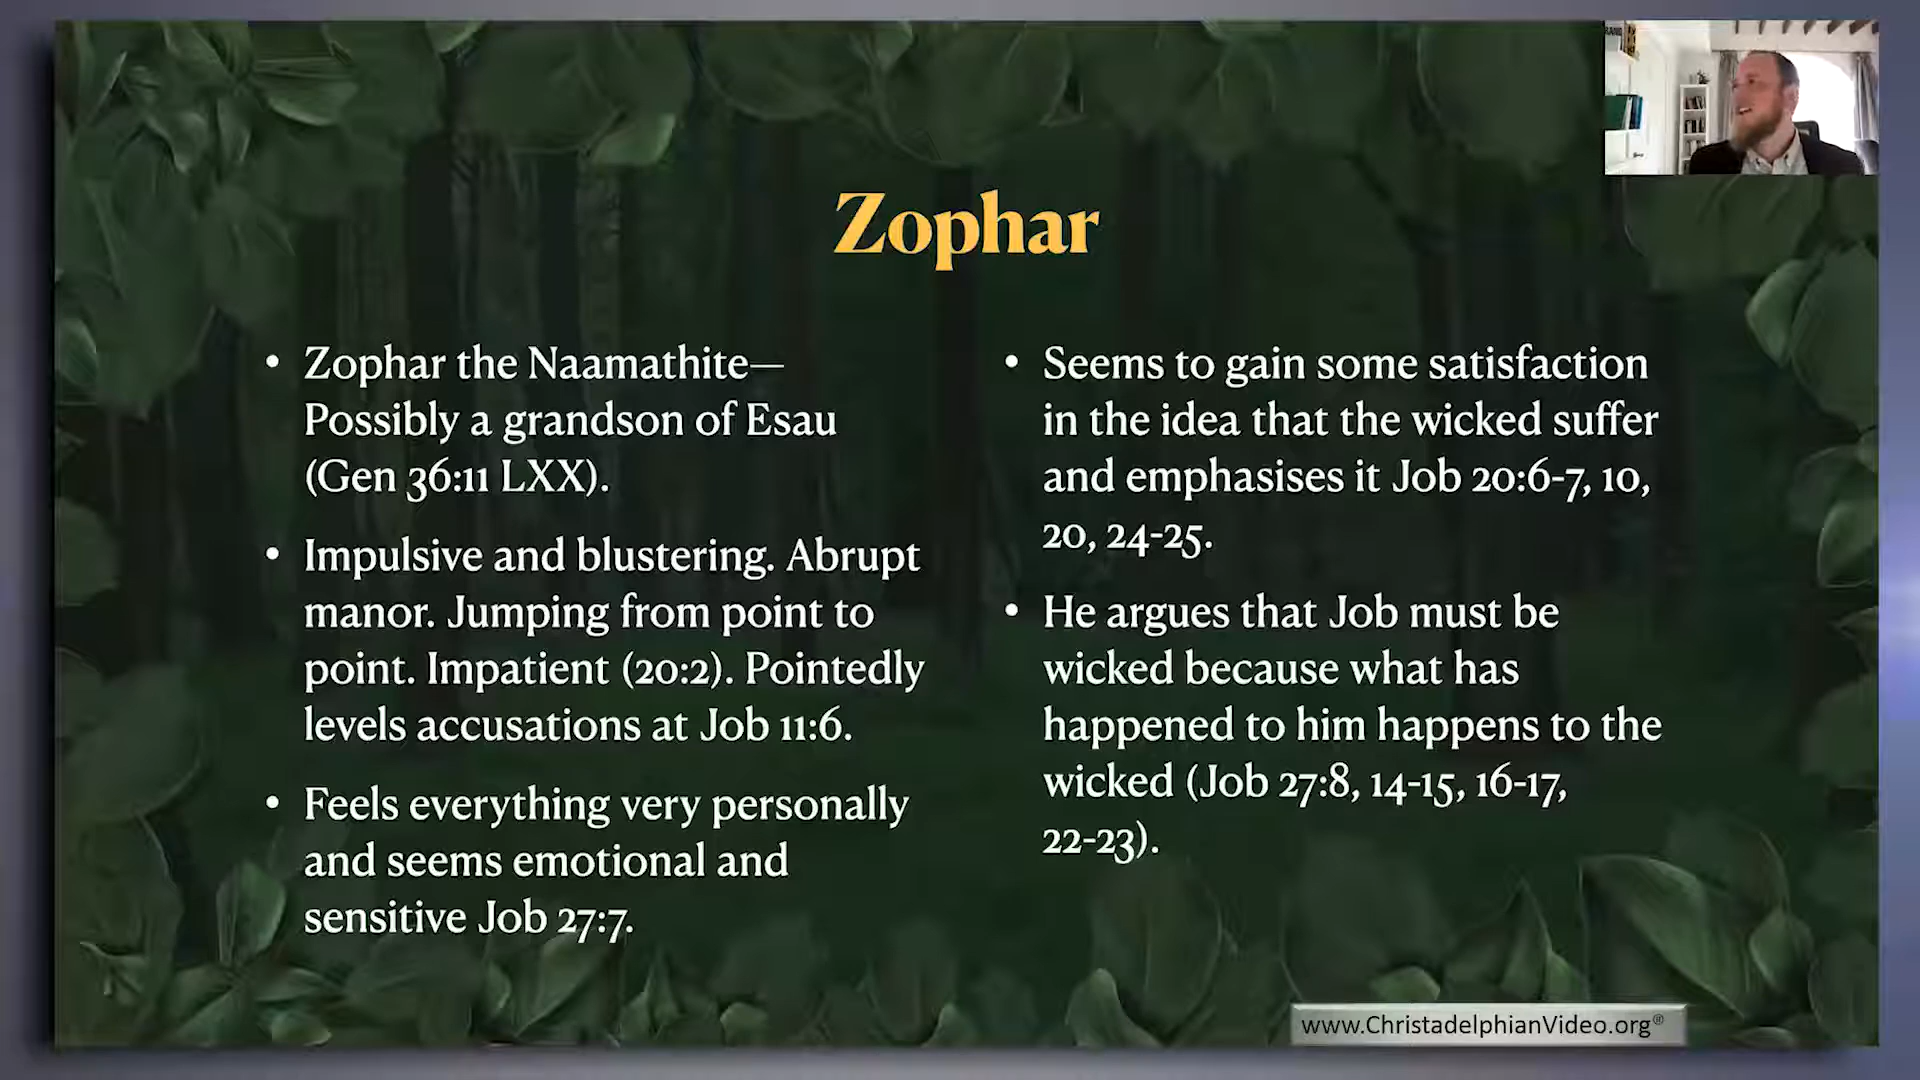 Zophar
• Zophar the Naamathite—
Possibly a grandson of Esau
(Gen 36:11 LXX).
• Impulsive and blustering. Abrupt
manor. Jumping from point to
point. Impatient (20:2). Pointedly
levels accusations at Job 11:6.
• Feels everything very personally
and seems emotional and
sensitive Job 27:7.
• Seems to gain some satisfaction
in the idea that the wicked suffer
and emphasises it Job 20:6-7, 10,
20, 24-25.
• He argues that Job must be
wicked because what has
happened to him happens to the
wicked (Job 27:8, 14-15, 16-17,
22-23).
www.ChristadelphianVideo.org®